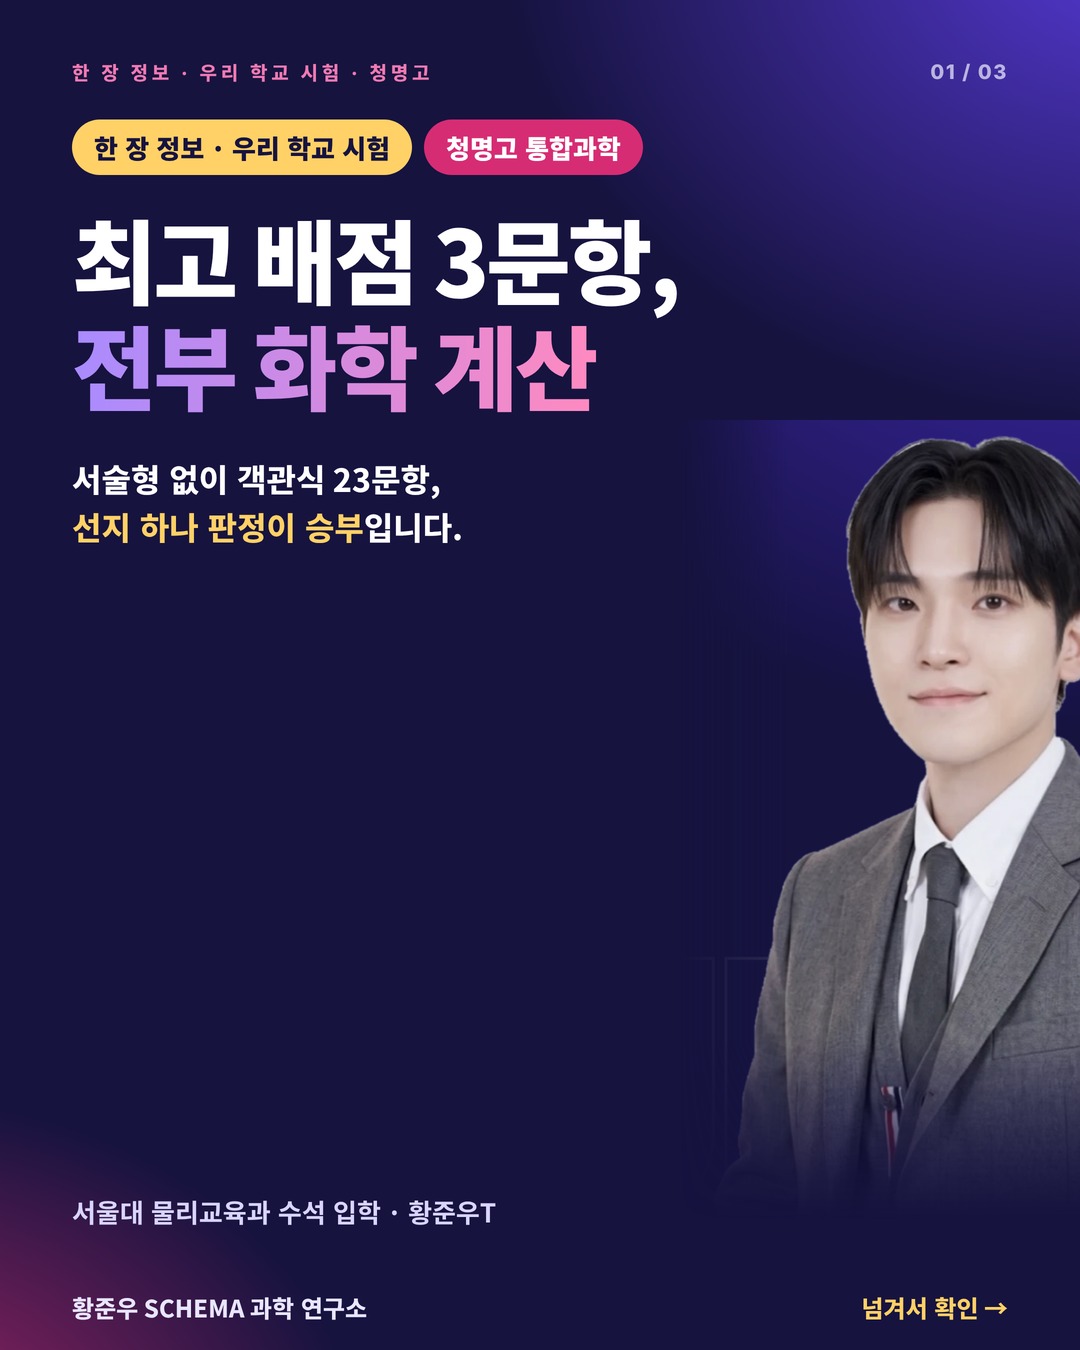 한 장 정보 · 우리 학교 시험 · 청명고
01 / 03
한 장 정보 · 우리 학교 시험
청명고 통합과학
최고 배점 3문항,
전부 화학 계산
서술형 없이 객관식 23문항,
선지 하나 판정이 승부입니다.
서울대 물리교육과 수석 입학 · 황준우T
황준우 SCHEMA 과학 연구소
넘겨서 확인 →